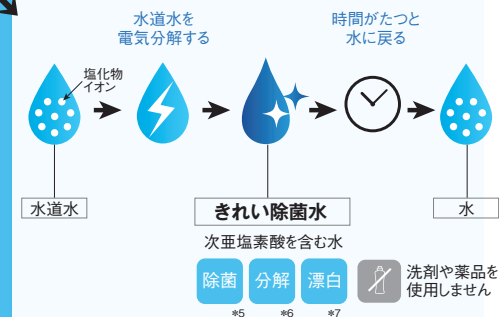 水道水を
電気分解する
時間がたつと
水に戻る
塩化物
イオン
水道水
きれい除菌水
水
次亜塩素酸を含む水
除菌 分解 漂白
洗剤や薬品を
使用しません
*5 *6 *7